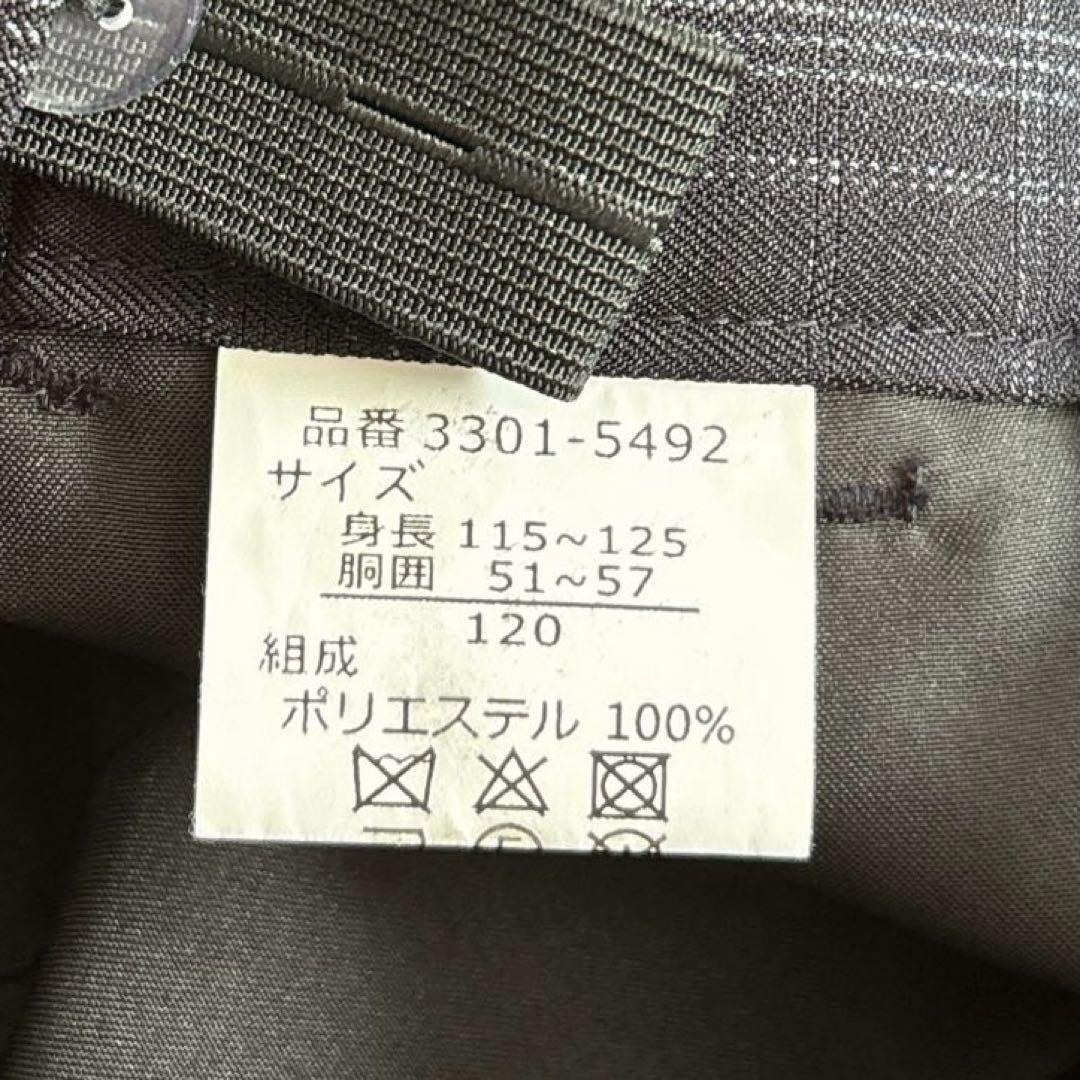 品番 3301-5492
サイズ
身長 115~125
胴囲 51~57
120
組成
ポリエステル 100%